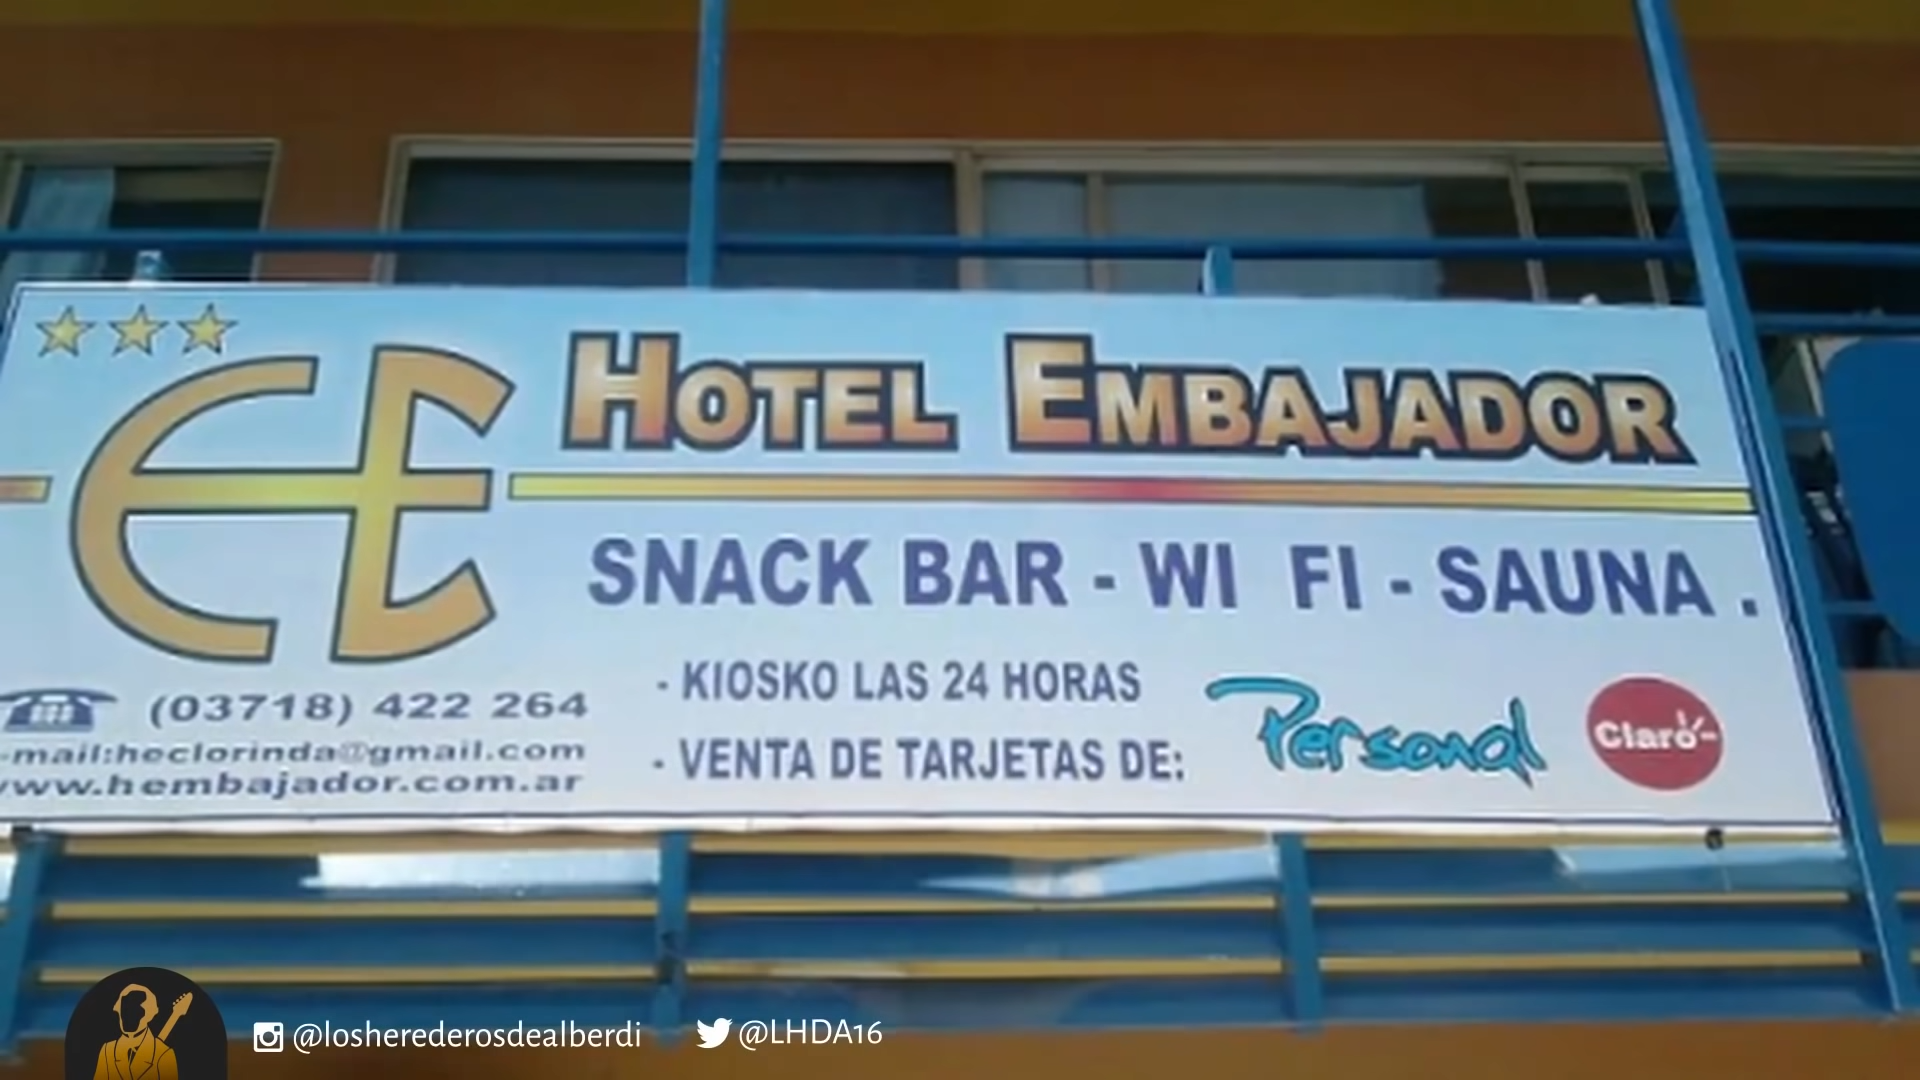 HOTEL EMBAJADOR
SNACK BAR - WI FI - SAUNA .
- KIOSKO LAS 24 HORAS
- VENTA DE TARJETAS DE:
Personal
Claro
(03718) 422 264
-mail:heclorinda@gmail.com
www.hembajador.com.ar
@losherederosdealberdi
@LHDA16